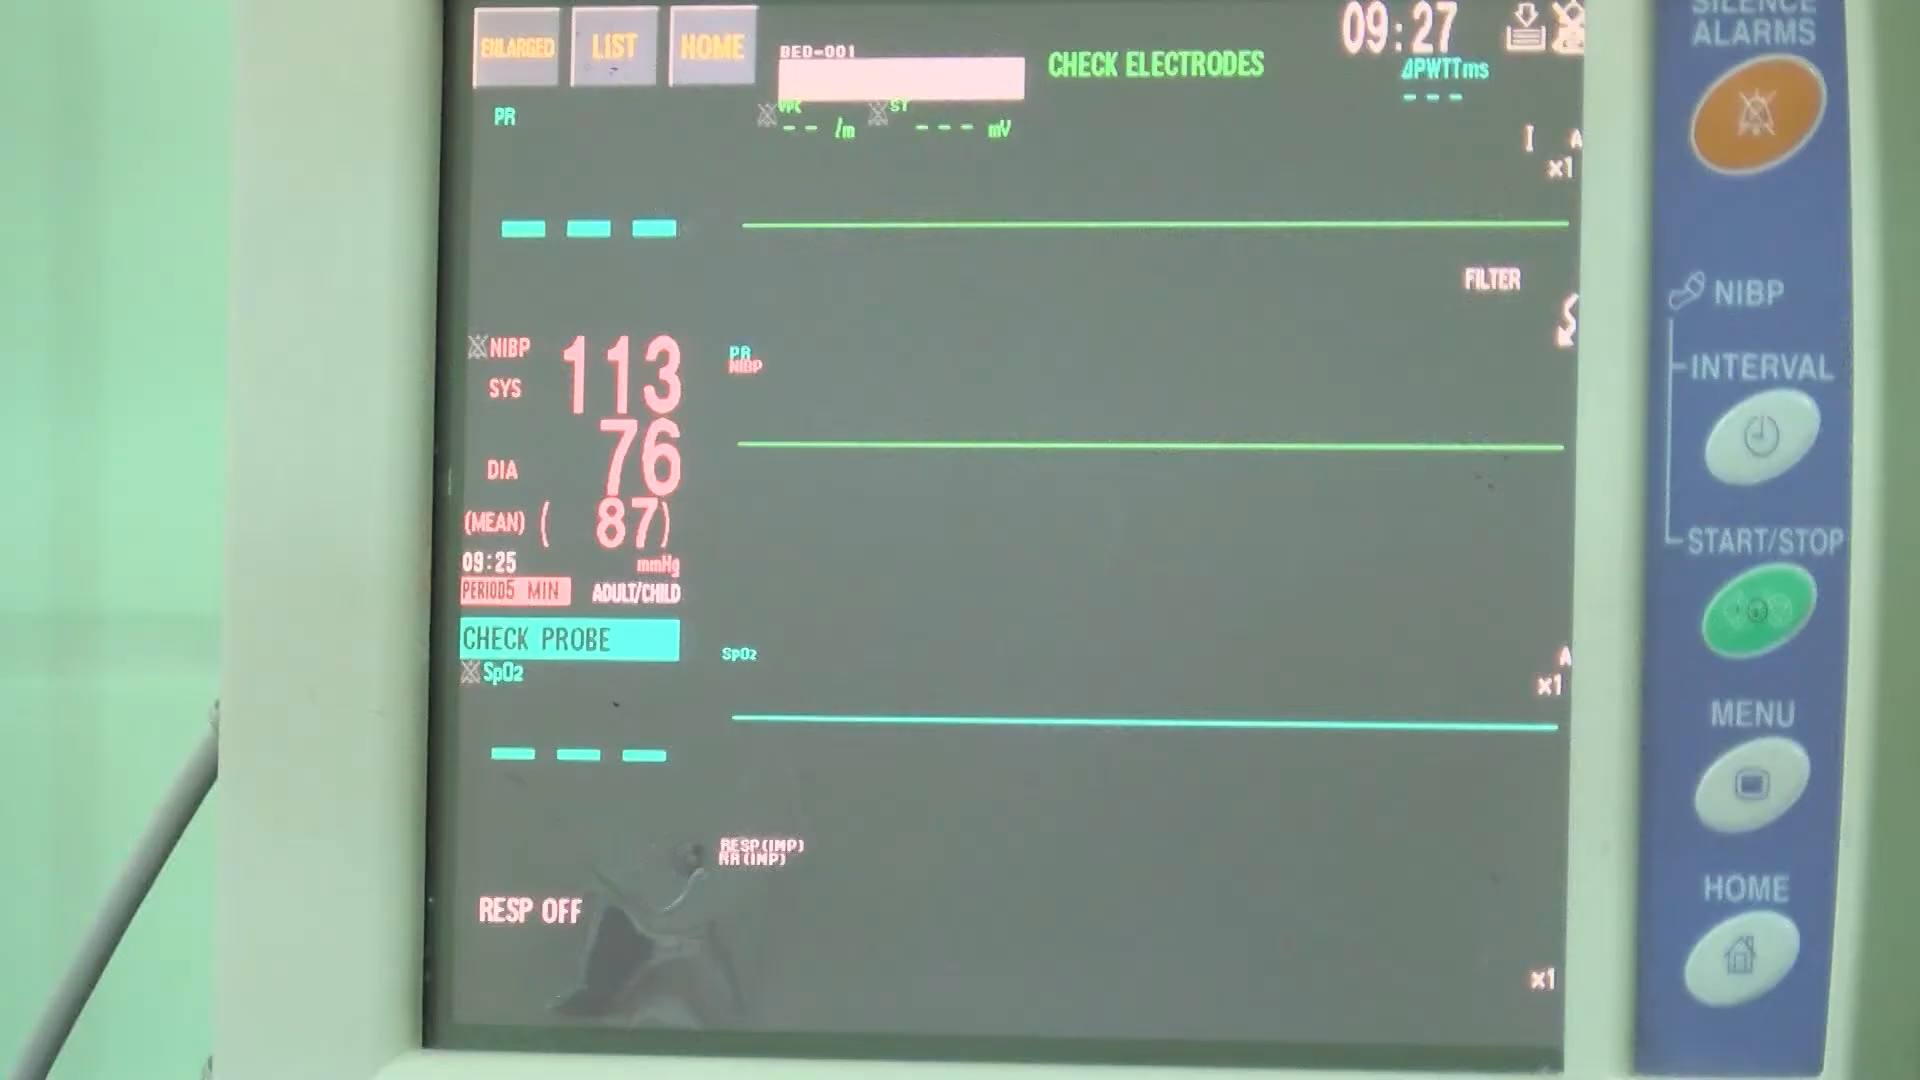 ENLARGED LIST HOME
BED-001
CHECK ELECTRODES
09:27
ΔPWTTms
- - -
VPC
-- /m
ST
--- mV
PR
I A
x1
- - -
FILTER
NIBP
SYS 113
DIA 76
(MEAN) ( 87)
09:25 mmHg
PERIOD5 MIN ADULT/CHILD
PR
NIBP
CHECK PROBE
SpO2
- - -
SpO2
A
x1
RESP(IMP)
RR(IMP)
RESP OFF
x1
SILENCE
ALARMS
NIBP
INTERVAL
START/STOP
MENU
HOME